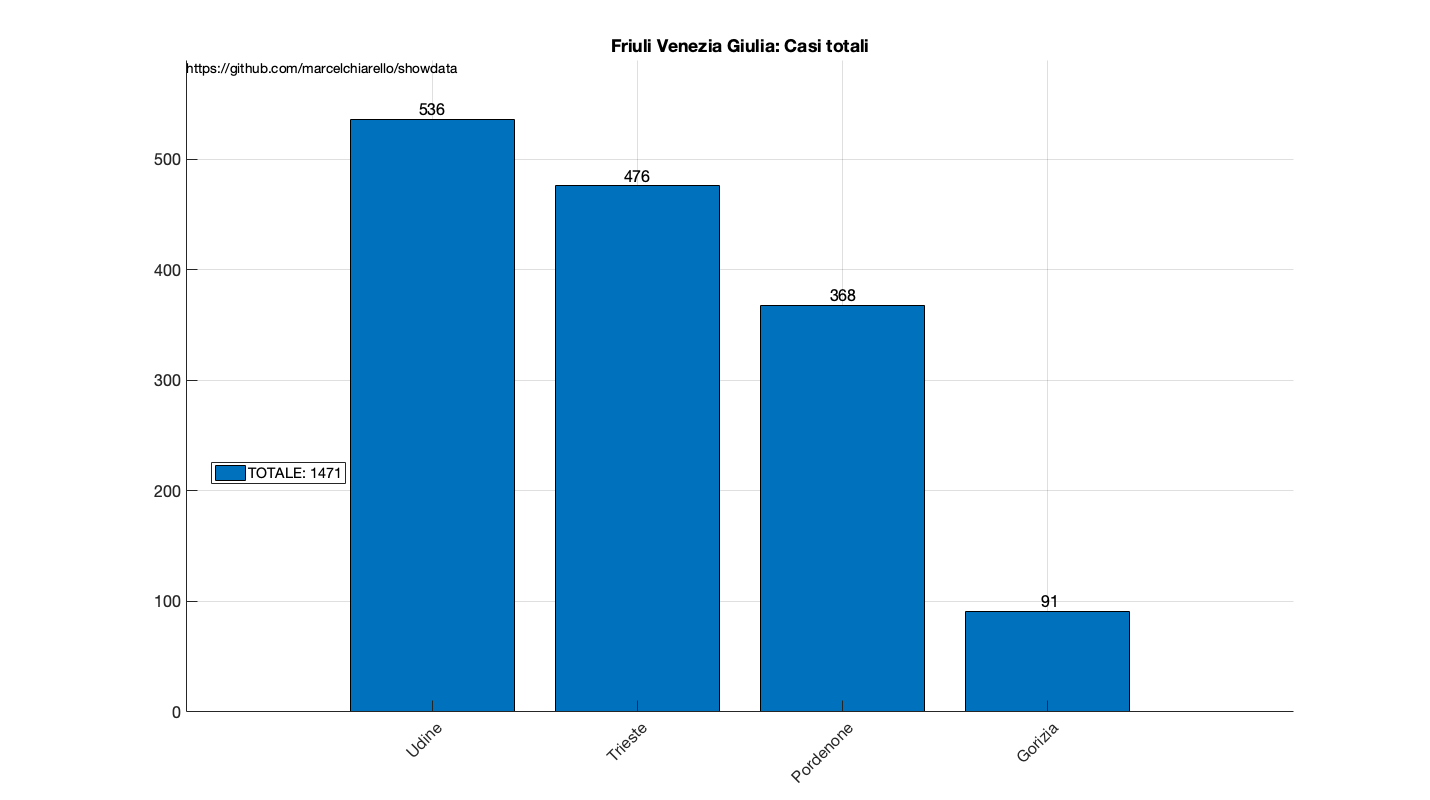 Friuli Venezia Giulia: Casi totali
https://github.com/marcelchiarello/showdata
536
500
476
400
368
300
TOTALE: 1471
200
100
91
0
Udine
Trieste
Pordenone
Gorizia